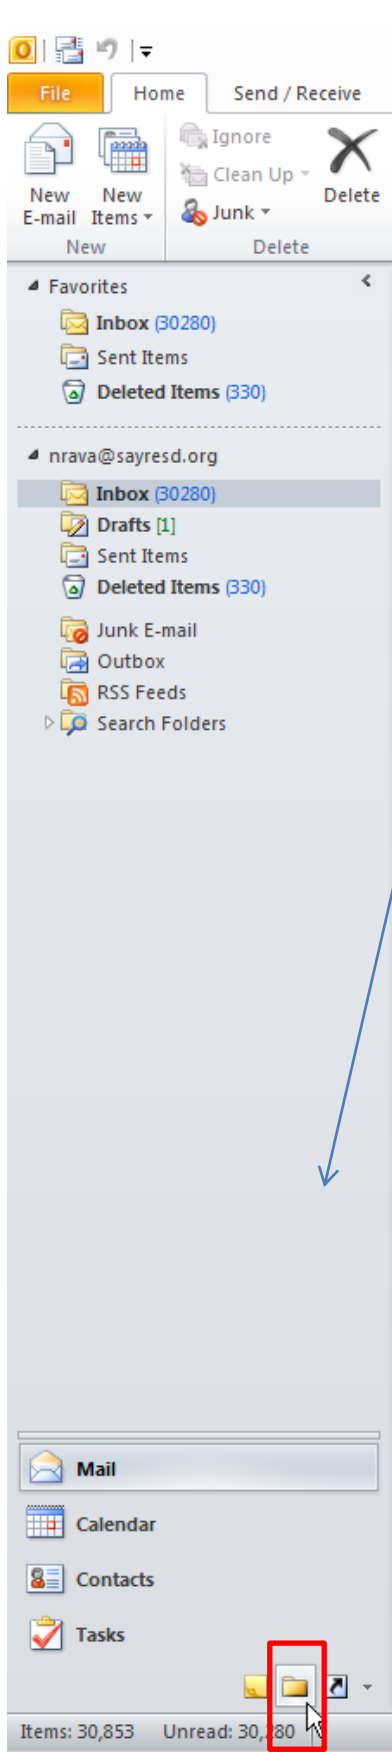 File Home Send / Receive
New E-mail
New Items
Ignore
Clean Up
Junk
Delete
New Delete
Favorites
Inbox (30280)
Sent Items
Deleted Items (330)
nrava@sayresd.org
Inbox (30280)
Drafts [1]
Sent Items
Deleted Items (330)
Junk E-mail
Outbox
RSS Feeds
Search Folders
Mail
Calendar
Contacts
Tasks
Items: 30,853 Unread: 30,280